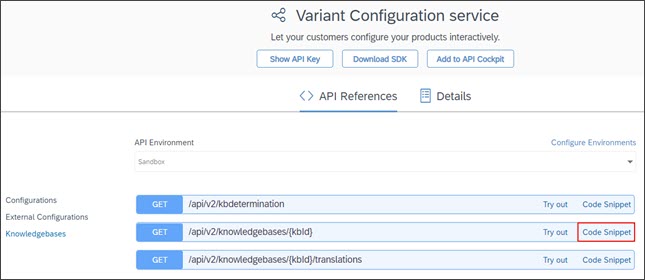 Variant Configuration service
Let your customers configure your products interactively.
Show API Key Download SDK Add to API Cockpit
API References Details
API Environment Configure Environments
Sandbox
Configurations
External Configurations
Knowledgebases
GET /api/v2/kbdetermination Try out Code Snippet
GET /api/v2/knowledgebases/{kbId} Try out Code Snippet
GET /api/v2/knowledgebases/{kbId}/translations Try out Code Snippet